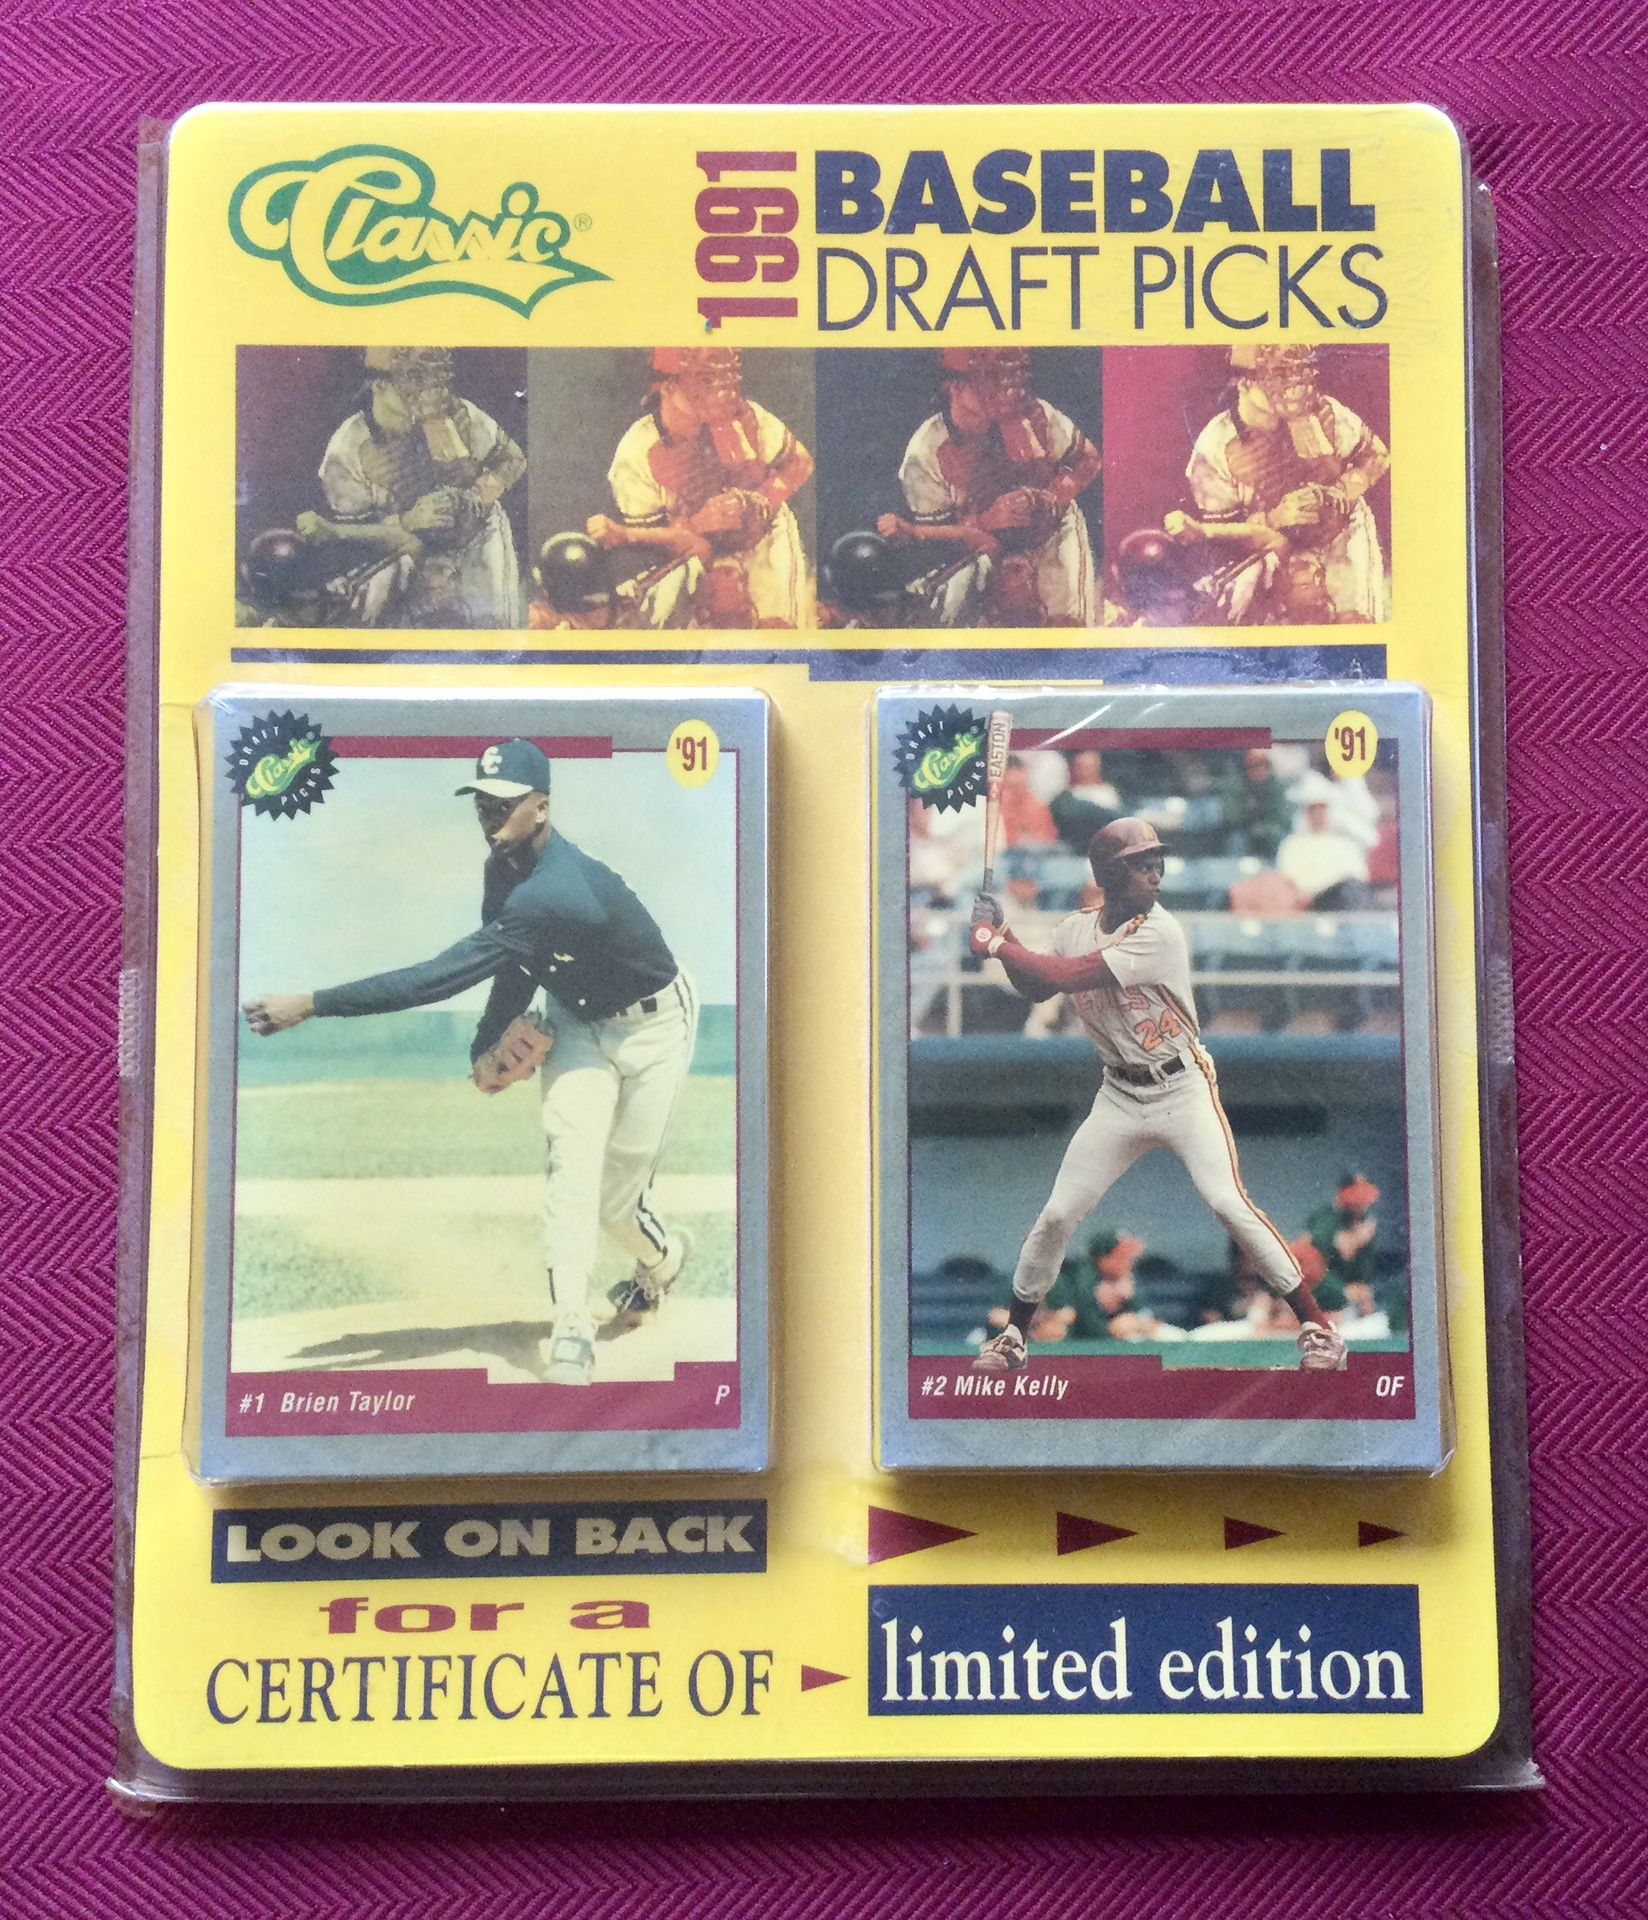 Classic®
1991
BASEBALL
DRAFT PICKS
DRAFT
Classic®
PICKS
'91
CC
#1 Brien Taylor
P
DRAFT
Classic®
PICKS
EASTON
'91
24
#2 Mike Kelly
OF
LOOK ON BACK
for a
CERTIFICATE OF
limited edition